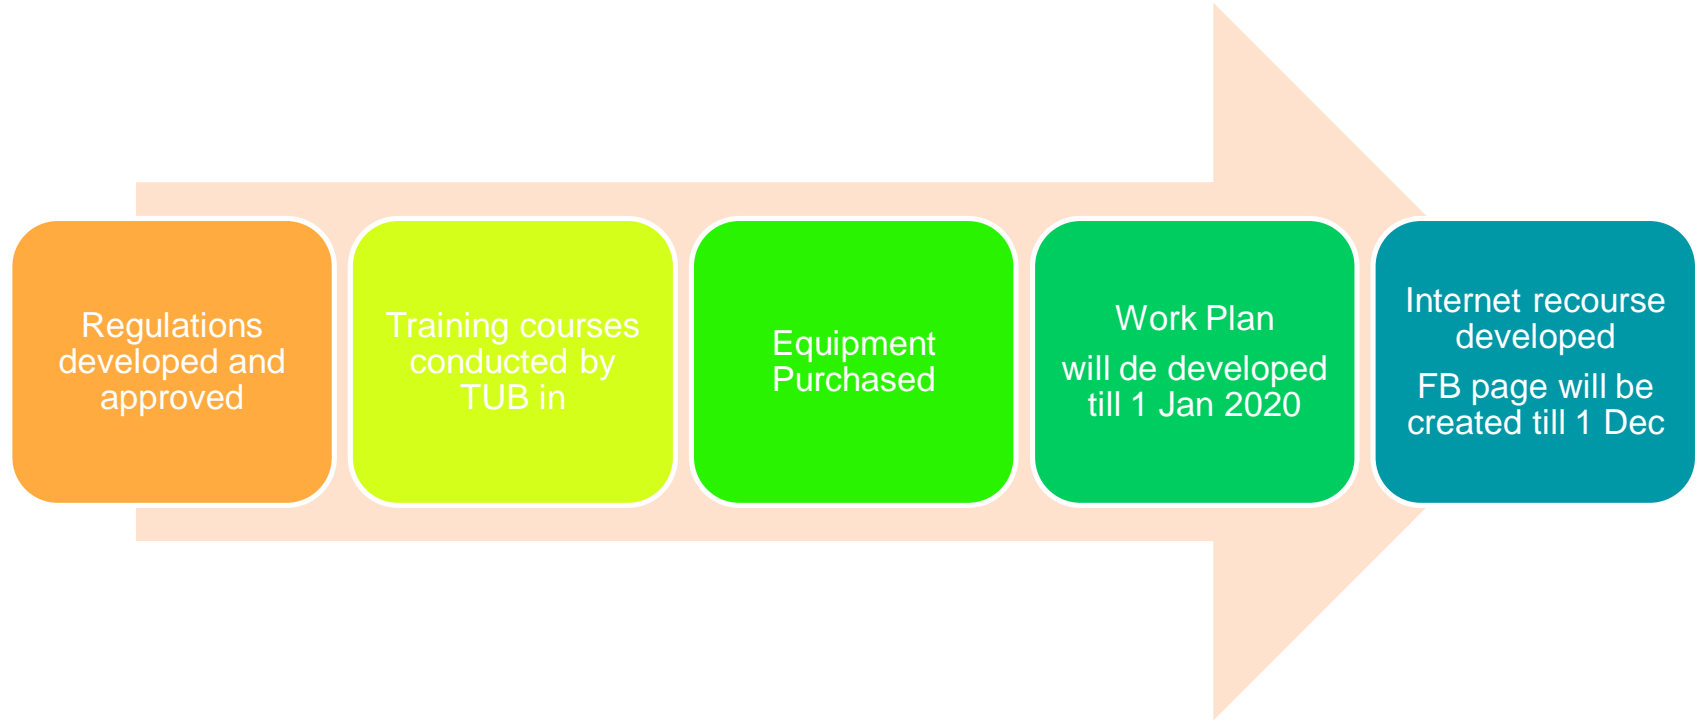 Regulations
developed and
approved
Training courses
conducted by
TUB in
Equipment
Purchased
Work Plan
will de developed
till 1 Jan 2020
Internet recourse
developed
FB page will be
created till 1 Dec